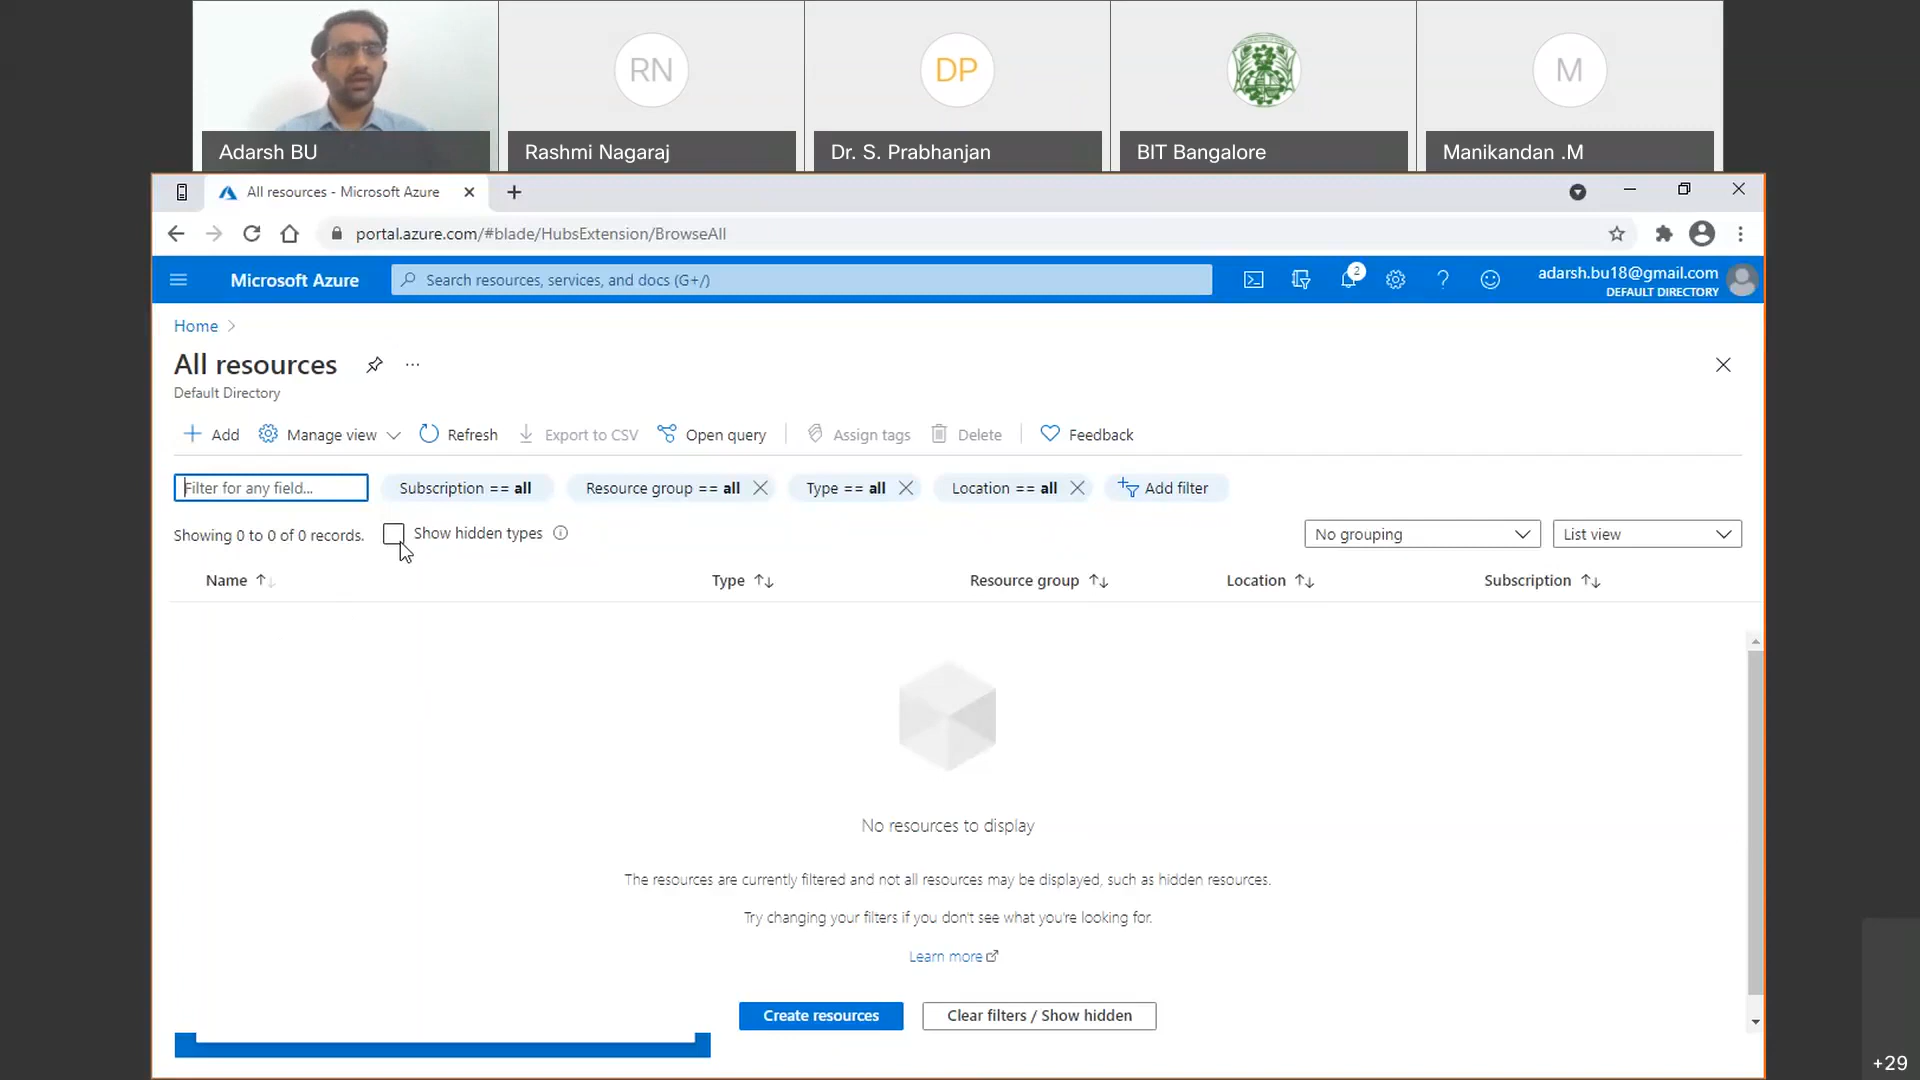 RN
DP
M
Adarsh BU
Rashmi Nagaraj
Dr. S. Prabhanjan
BIT Bangalore
Manikandan .M
All resources - Microsoft Azure
portal.azure.com/#blade/HubsExtension/BrowseAll
Microsoft Azure
Search resources, services, and docs (G+/)
2
adarsh.bu18@gmail.com
DEFAULT DIRECTORY
Home
All resources
Default Directory
Add
Manage view
Refresh
Export to CSV
Open query
Assign tags
Delete
Feedback
Filter for any field...
Subscription == all
Resource group == all
Type == all
Location == all
Add filter
Showing 0 to 0 of 0 records.
Show hidden types
No grouping
List view
Name
Type
Resource group
Location
Subscription
No resources to display
The resources are currently filtered and not all resources may be displayed, such as hidden resources.
Try changing your filters if you don't see what you're looking for.
Learn more
Create resources
Clear filters / Show hidden
+29